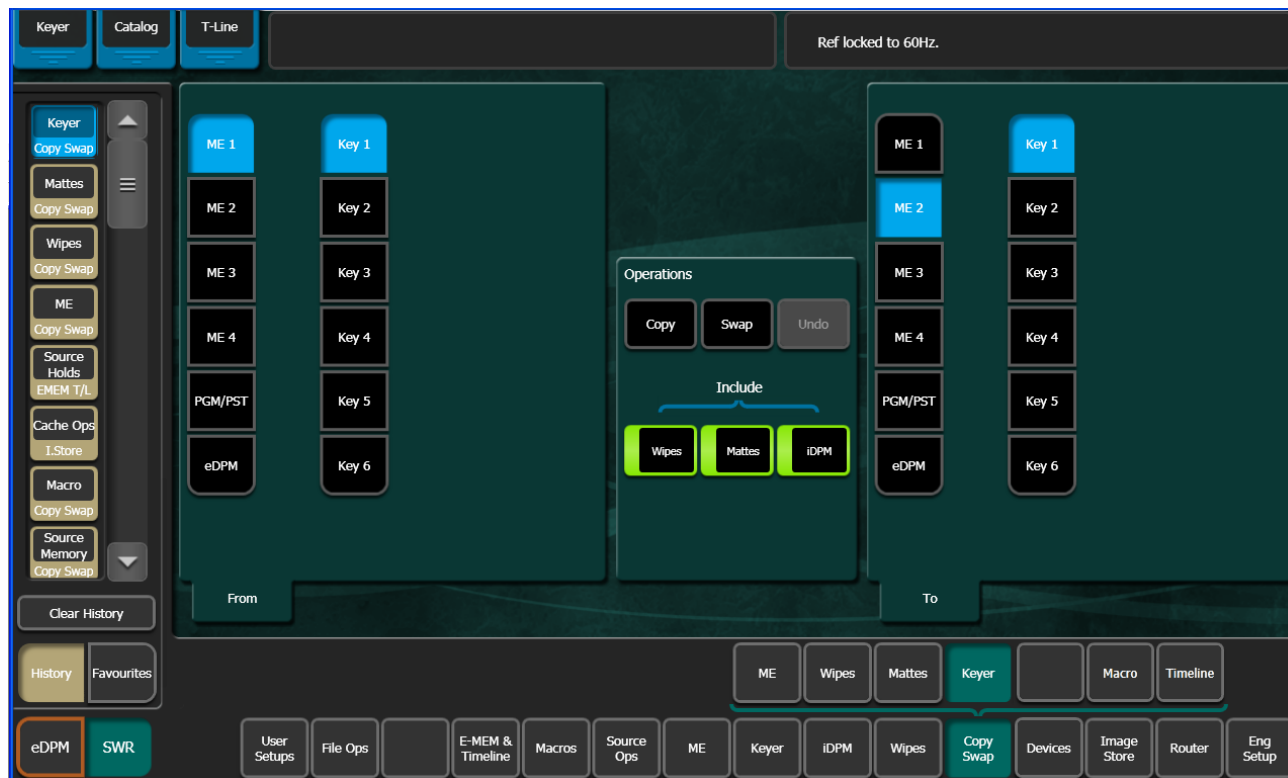 Keyer
Catalog
T-Line
Ref locked to 60Hz.
Keyer
Copy Swap
Mattes
Copy Swap
Wipes
Copy Swap
ME
Copy Swap
Source
Holds
EMEM T/L
Cache Ops
I.Store
Macro
Copy Swap
Source
Memory
Copy Swap
Clear History
History
Favourites
ME 1
ME 2
ME 3
ME 4
PGM/PST
eDPM
Key 1
Key 2
Key 3
Key 4
Key 5
Key 6
From
Operations
Copy
Swap
Undo
Include
Wipes
Mattes
iDPM
ME 1
ME 2
ME 3
ME 4
PGM/PST
eDPM
Key 1
Key 2
Key 3
Key 4
Key 5
Key 6
To
ME
Wipes
Mattes
Keyer
Macro
Timeline
eDPM
SWR
User
Setups
File Ops
E-MEM &
Timeline
Macros
Source
Ops
ME
Keyer
iDPM
Wipes
Copy
Swap
Devices
Image
Store
Router
Eng
Setup